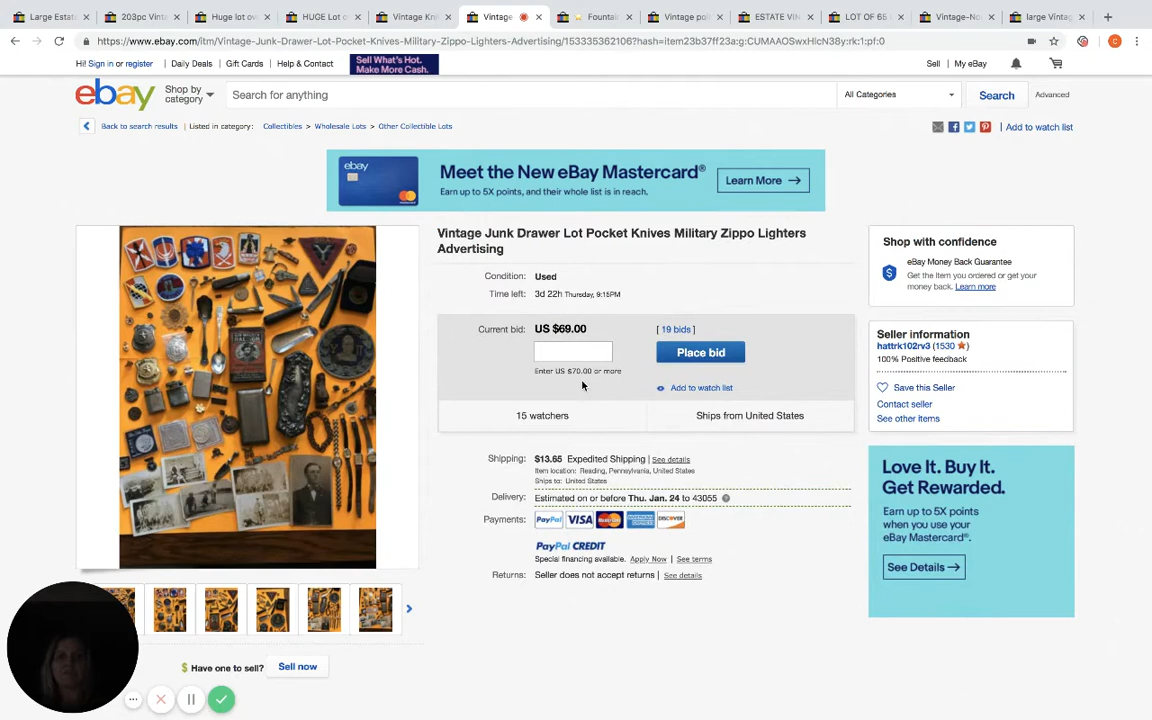 Large Estat
203pc Vinta
Huge lot ov
HUGE Lot o
Vintage Kni
Vintage
Fountai
Vintage poli
ESTATE VIN
LOT OF 65 L
Vintage-Nov
large Vintag
https://www.ebay.com/itm/Vintage-Junk-Drawer-Lot-Pocket-Knives-Military-Zippo-Lighters-Advertising/153335362106?hash=item23b37ff23a:g:CUMAAOSwxHicN38y:rk:1:pf:0
C
Hi! Sign in or register
Daily Deals
Gift Cards
Help & Contact
Sell What's Hot.
Make More Cash.
Sell
My eBay
ebay
Shop by
category
Search for anything
All Categories
Search
Advanced
Back to search results
Listed in category:
Collectibles > Wholesale Lots > Other Collectible Lots
Add to watch list
ebay
Meet the New eBay Mastercard®
Earn up to 5X points, and their whole list is in reach.
Learn More
Vintage Junk Drawer Lot Pocket Knives Military Zippo Lighters
Advertising
Condition: Used
Time left: 3d 22h Thursday, 9:15PM
Current bid: US $69.00
[ 19 bids ]
Place bid
Enter US $70.00 or more
Add to watch list
15 watchers
Ships from United States
Shipping: $13.65 Expedited Shipping | See details
Item location: Reading, Pennsylvania, United States
Ships to: United States
Delivery: Estimated on or before Thu. Jan. 24 to 43055
Payments: PayPal VISA DISCOVER
PayPal CREDIT
Special financing available. Apply Now | See terms
Returns: Seller does not accept returns | See details
Shop with confidence
eBay Money Back Guarantee
Get the item you ordered or get your
money back. Learn more
Seller information
hattrk102rv3 (1530)
100% Positive feedback
Save this Seller
Contact seller
See other items
Love It. Buy It.
Get Rewarded.
Earn up to 5X points
when you use your
eBay Mastercard®.
See Details
Have one to sell?
Sell now